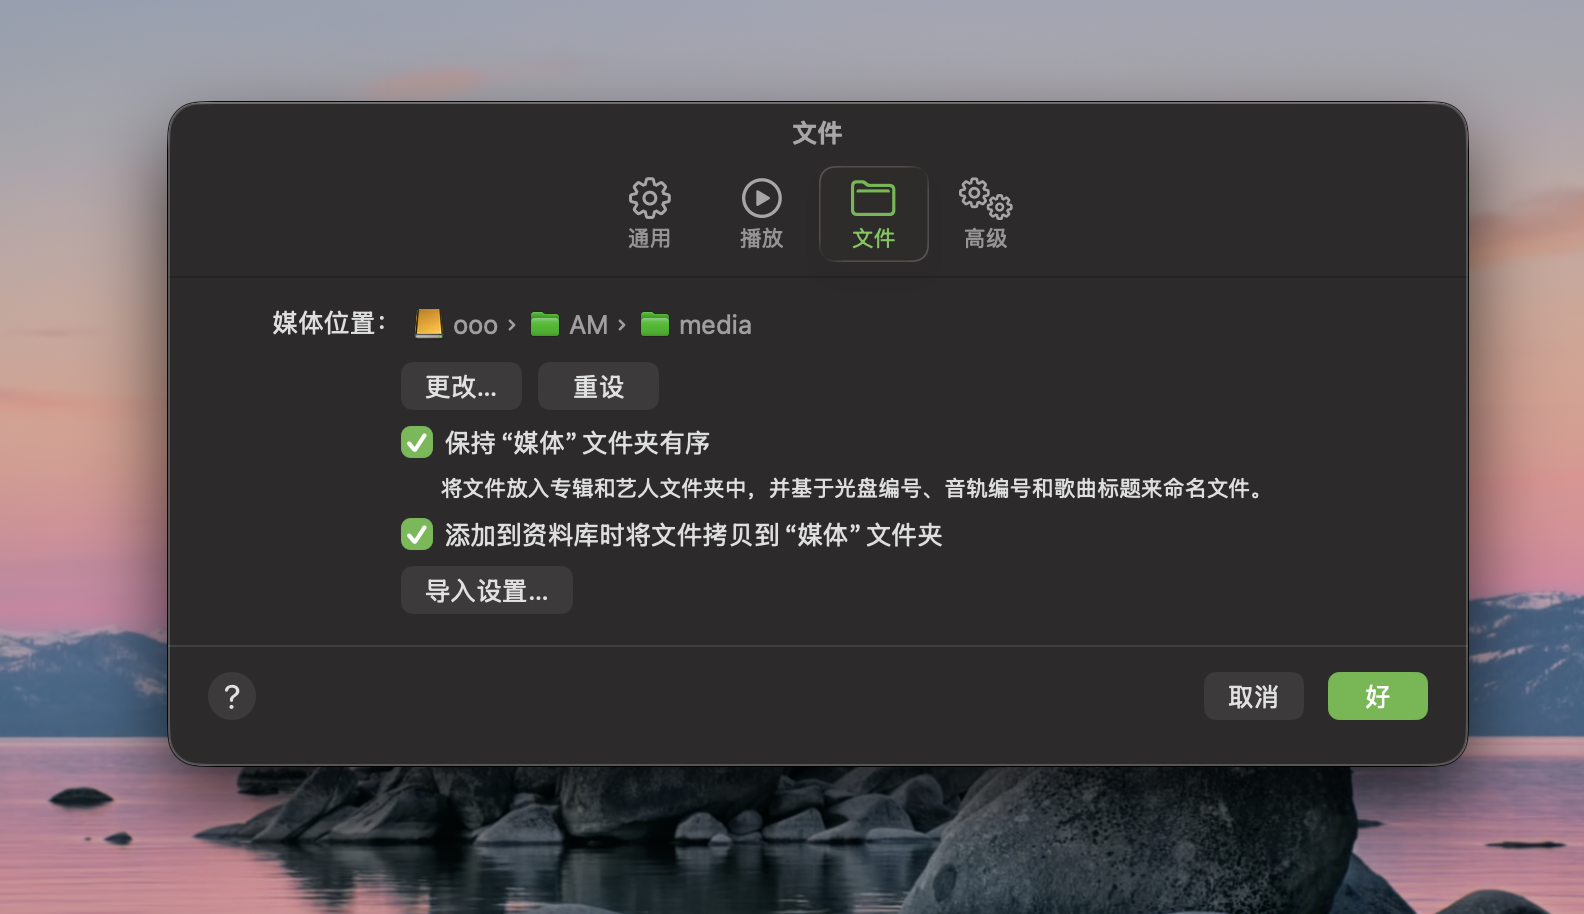 文件
通用 播放 文件 高级
媒体位置： ooo › AM › media
更改... 重设
保持“媒体”文件夹有序
将文件放入专辑和艺人文件夹中，并基于光盘编号、音轨编号和歌曲标题来命名文件。
添加到资料库时将文件拷贝到“媒体”文件夹
导入设置...
? 取消 好